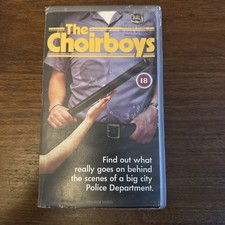 The
Choirboys
18
Find out what
really goes on behind
the scenes of a big city
Police Department.